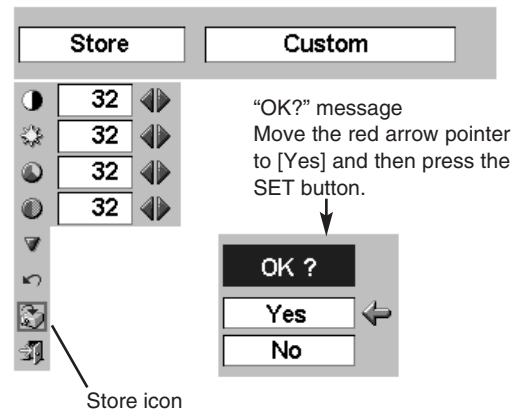 Store
Custom
32
32
32
32
“OK?” message
Move the red arrow pointer
to [Yes] and then press the
SET button.
OK ?
Yes
No
Store icon